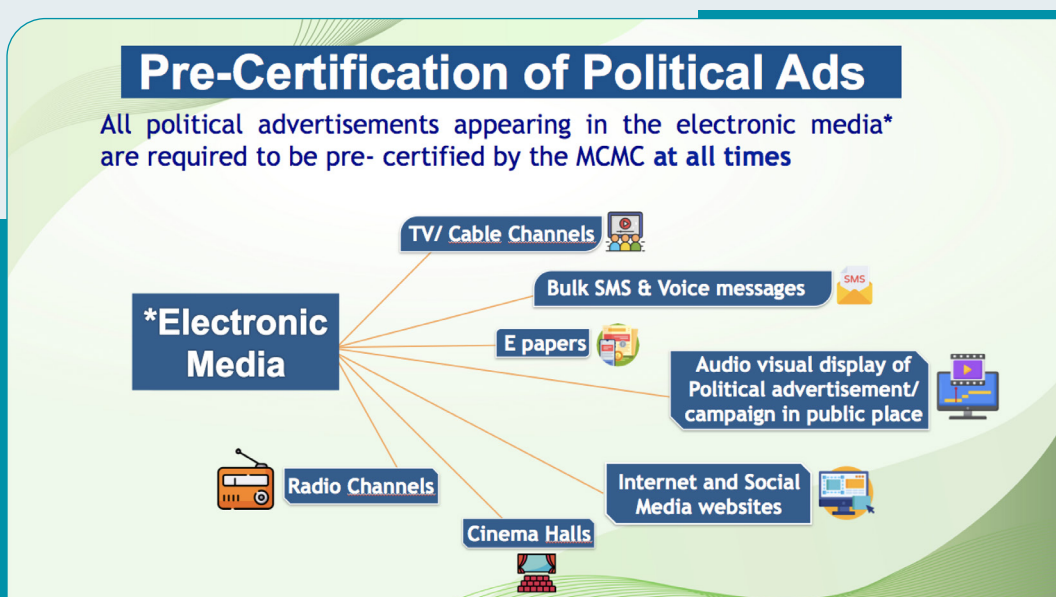 Pre-Certification of Political Ads
All political advertisements appearing in the electronic media*
are required to be pre- certified by the MCMC at all times
TV/ Cable Channels
Bulk SMS & Voice messages
SMS
*Electronic
Media
E papers
Audio visual display of
Political advertisement/
campaign in public place
Radio Channels
Internet and Social
Media websites
Cinema Halls